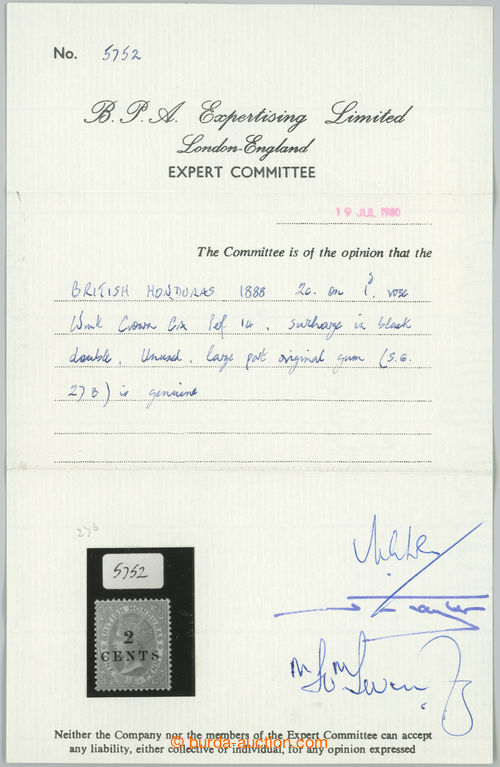 No. 5752
B.P.A. Expertising Limited
London-England
EXPERT COMMITTEE
19 JUL 1980
The Committee is of the opinion that the
BRITISH HONDURAS 1888 2c. on 1d. rose
Wmk Crown CA Perf 14, surcharge in black
double. Unused, large part original gum (S.G.
27B) is genuine
27b
5752
BRITISH HONDURAS
2
CENTS
Neither the Company nor the members of the Expert Committee can accept
any liability, either collective or individual, for any opinion expressed
© burda-auction.com